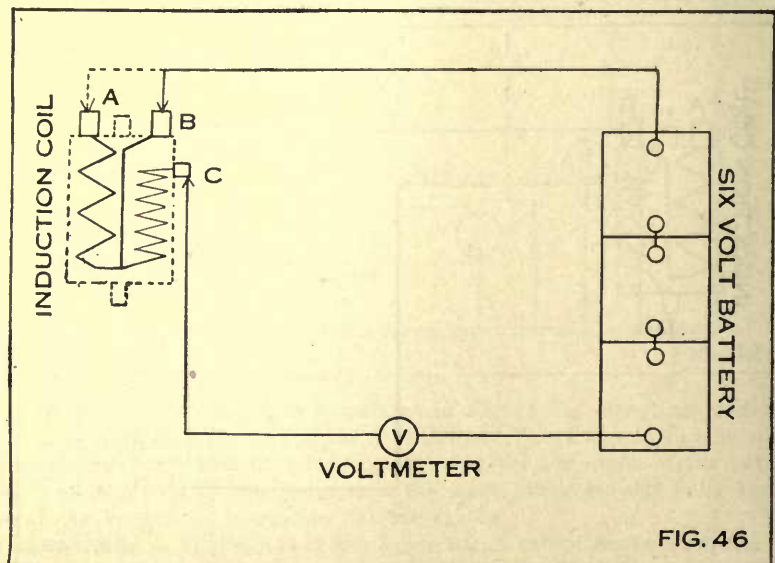 INDUCTION COIL
A
B
C
SIX VOLT BATTERY
V
VOLTMETER
FIG. 46